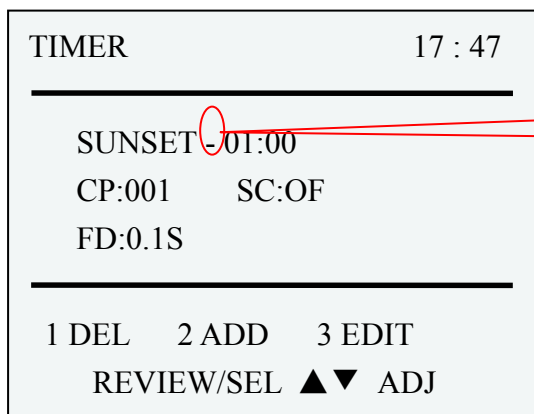 TIMER 17 : 47
SUNSET - 01:00
CP:001 SC:OF
FD:0.1S
1 DEL 2 ADD 3 EDIT
REVIEW/SEL ▲▼ ADJ